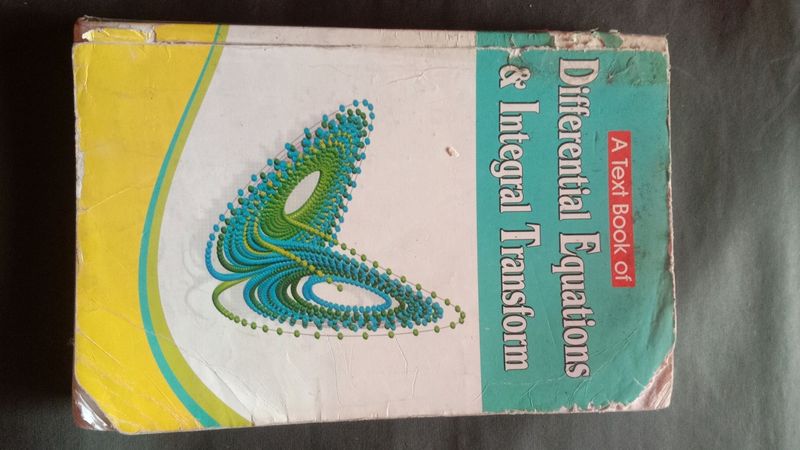 A Text Book of
Differential Equations
& Integral Transform